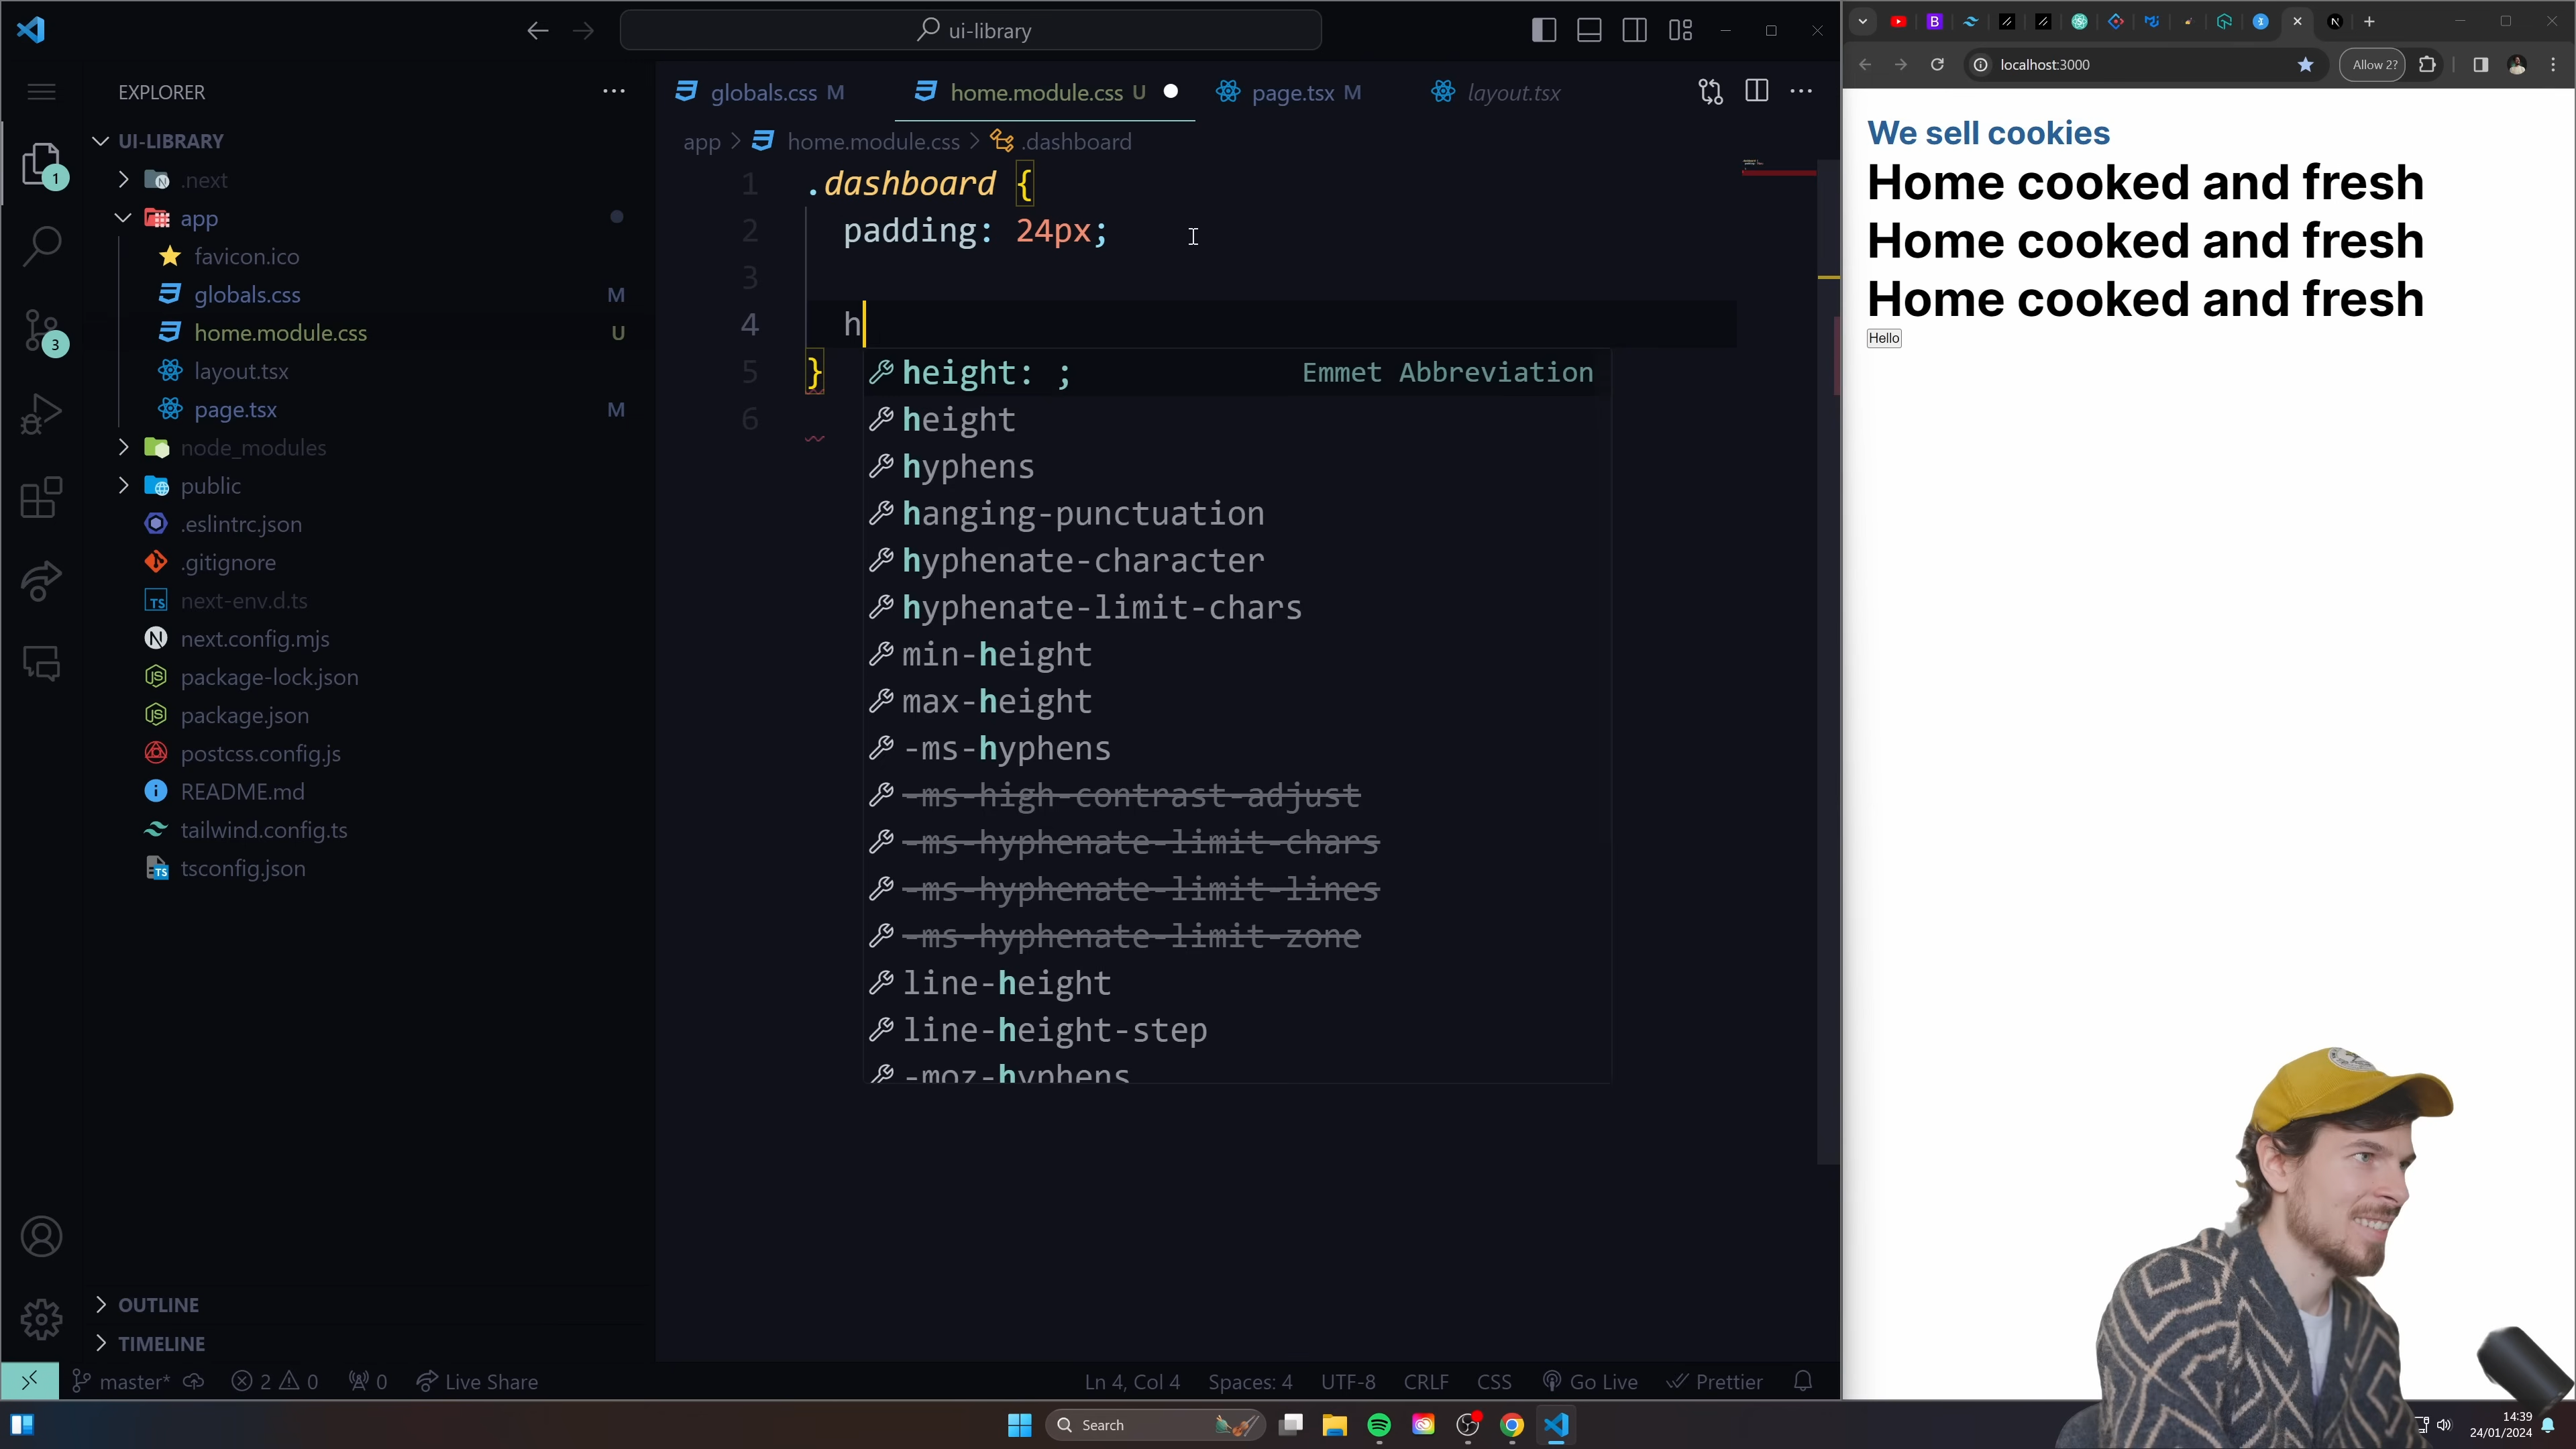 ui-library
EXPLORER
UI-LIBRARY
.next
app
favicon.ico
globals.css M
home.module.css U
layout.tsx
page.tsx M
node_modules
public
.eslintrc.json
.gitignore
next-env.d.ts
next.config.mjs
package-lock.json
package.json
postcss.config.js
README.md
tailwind.config.ts
tsconfig.json
OUTLINE
TIMELINE
1
3
globals.css M
home.module.css U
page.tsx M
layout.tsx
app > home.module.css > .dashboard
1 .dashboard {
2 padding: 24px;
3
4 h
5 }
6
height: ; Emmet Abbreviation
height
hyphens
hanging-punctuation
hyphenate-character
hyphenate-limit-chars
min-height
max-height
-ms-hyphens
-ms-high-contrast-adjust
-ms-hyphenate-limit-chars
-ms-hyphenate-limit-lines
-ms-hyphenate-limit-zone
line-height
line-height-step
-moz-hyphens
master* 2 0 0 Live Share
Ln 4, Col 4 Spaces: 4 UTF-8 CRLF CSS Go Live Prettier
localhost:3000
Allow 2?
We sell cookies
Home cooked and fresh
Home cooked and fresh
Home cooked and fresh
Hello
Search
14:39
24/01/2024